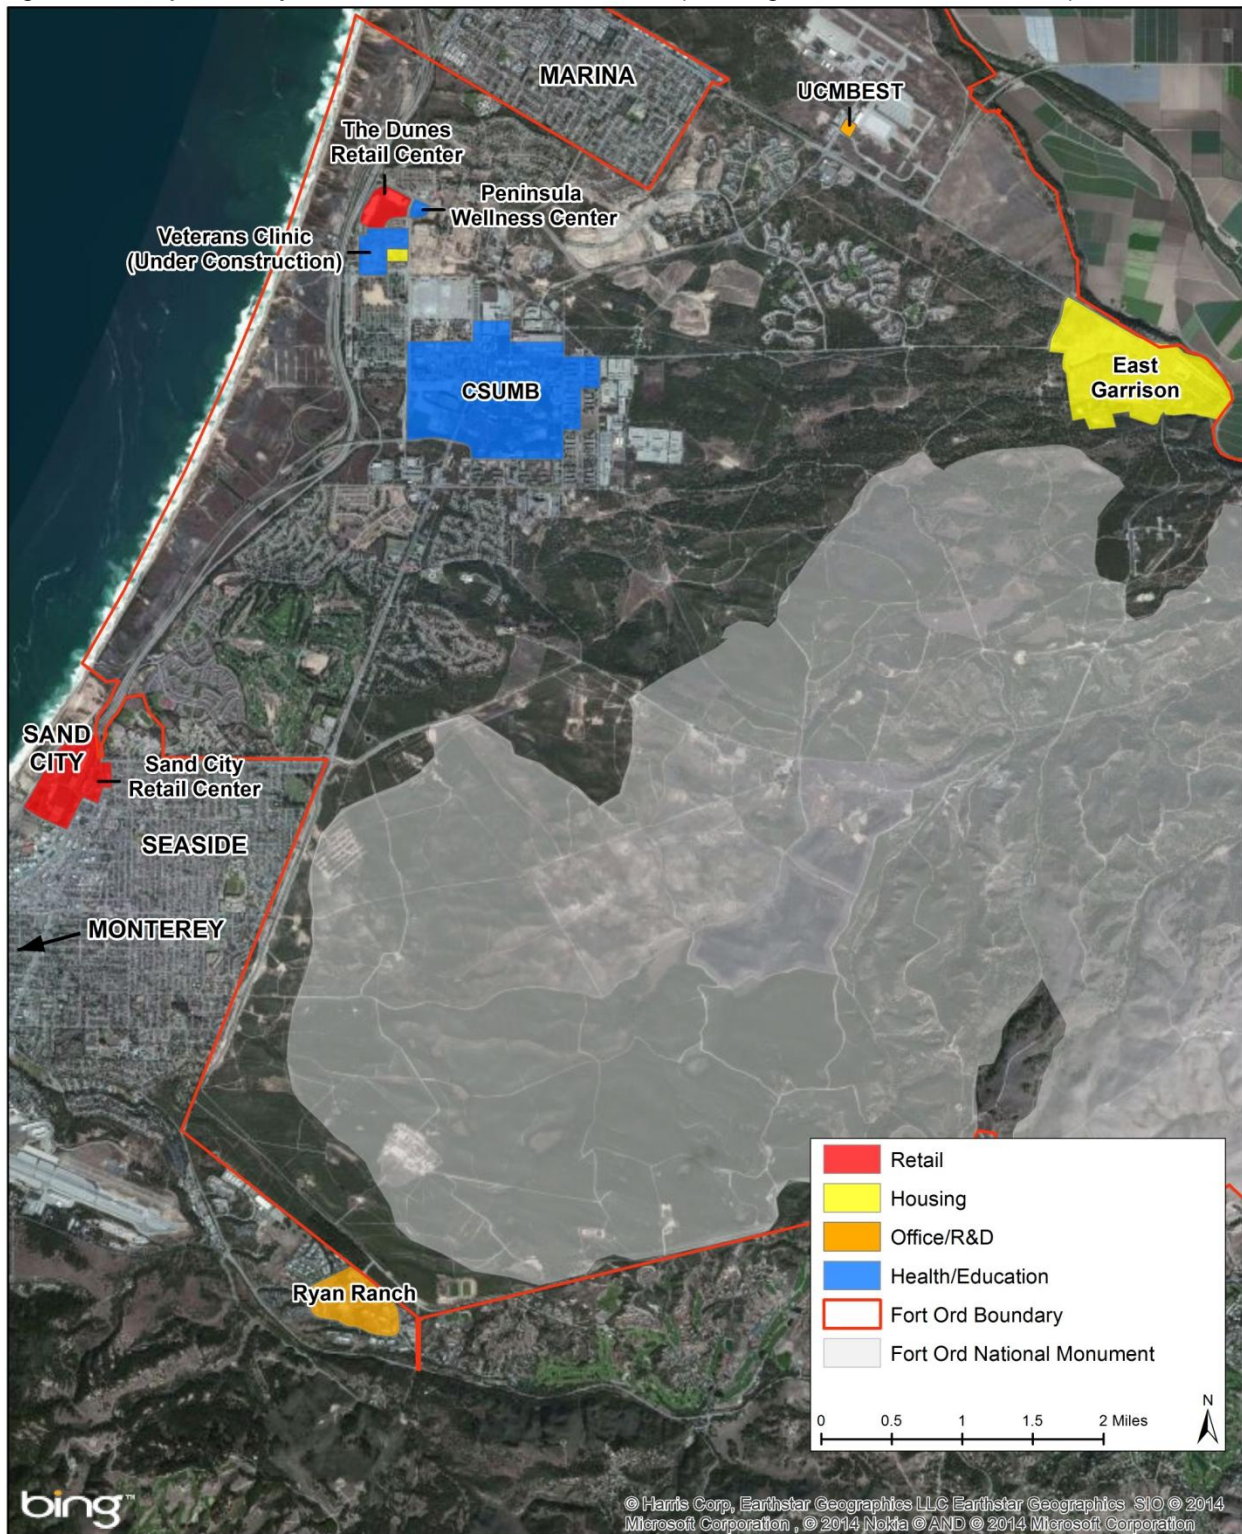 MARINA
UCMBEST
The Dunes
Retail Center
Peninsula
Wellness Center
Veterans Clinic
(Under Construction)
CSUMB
East
Garrison
SAND
CITY
Sand City
Retail Center
SEASIDE
MONTEREY
Ryan Ranch
Retail
Housing
Office/R&D
Health/Education
Fort Ord Boundary
Fort Ord National Monument
N
0 0.5 1 1.5 2 Miles
bing™
© Harris Corp, Earthstar Geographics LLC Earthstar Geographics SIO © 2014
Microsoft Corporation , © 2014 Nokia © AND © 2014 Microsoft Corporation